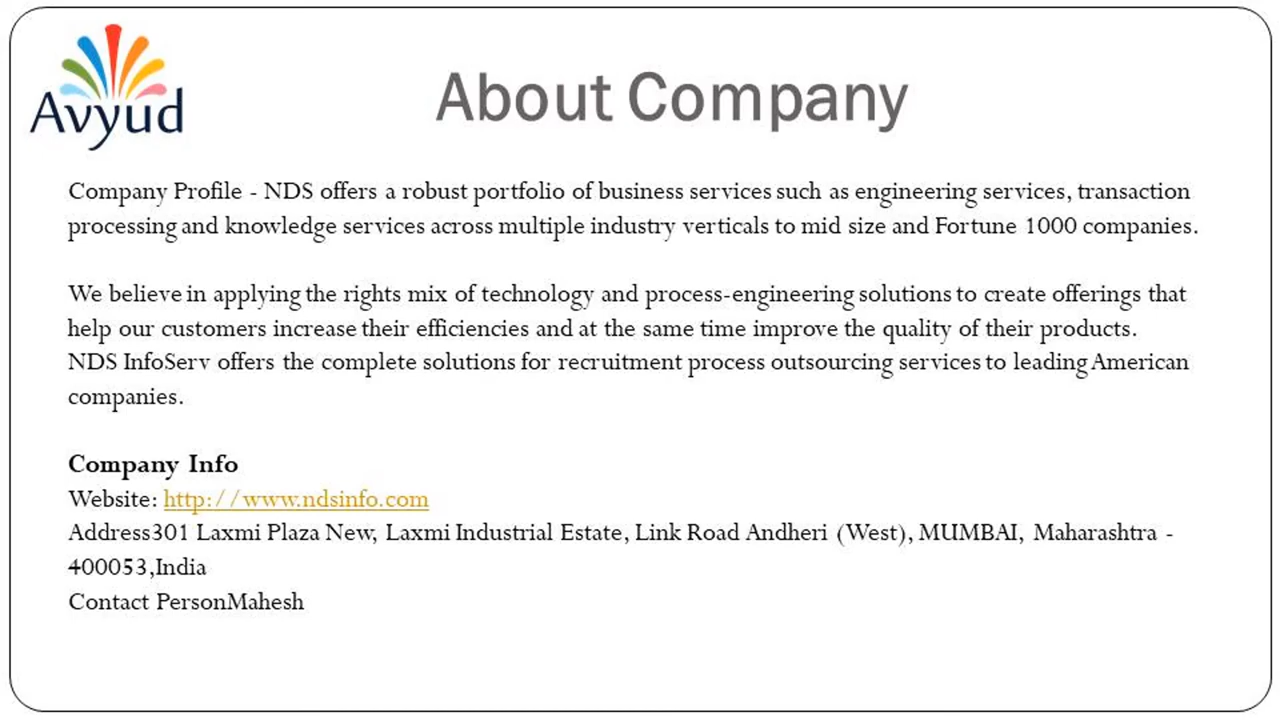 Avyud
About Company
Company Profile - NDS offers a robust portfolio of business services such as engineering services, transaction
processing and knowledge services across multiple industry verticals to mid size and Fortune 1000 companies.
We believe in applying the rights mix of technology and process-engineering solutions to create offerings that
help our customers increase their efficiencies and at the same time improve the quality of their products.
NDS InfoServ offers the complete solutions for recruitment process outsourcing services to leading American
companies.
Company Info
Website: http://www.ndsinfo.com
Address301 Laxmi Plaza New, Laxmi Industrial Estate, Link Road Andheri (West), MUMBAI, Maharashtra -
400053,India
Contact PersonMahesh